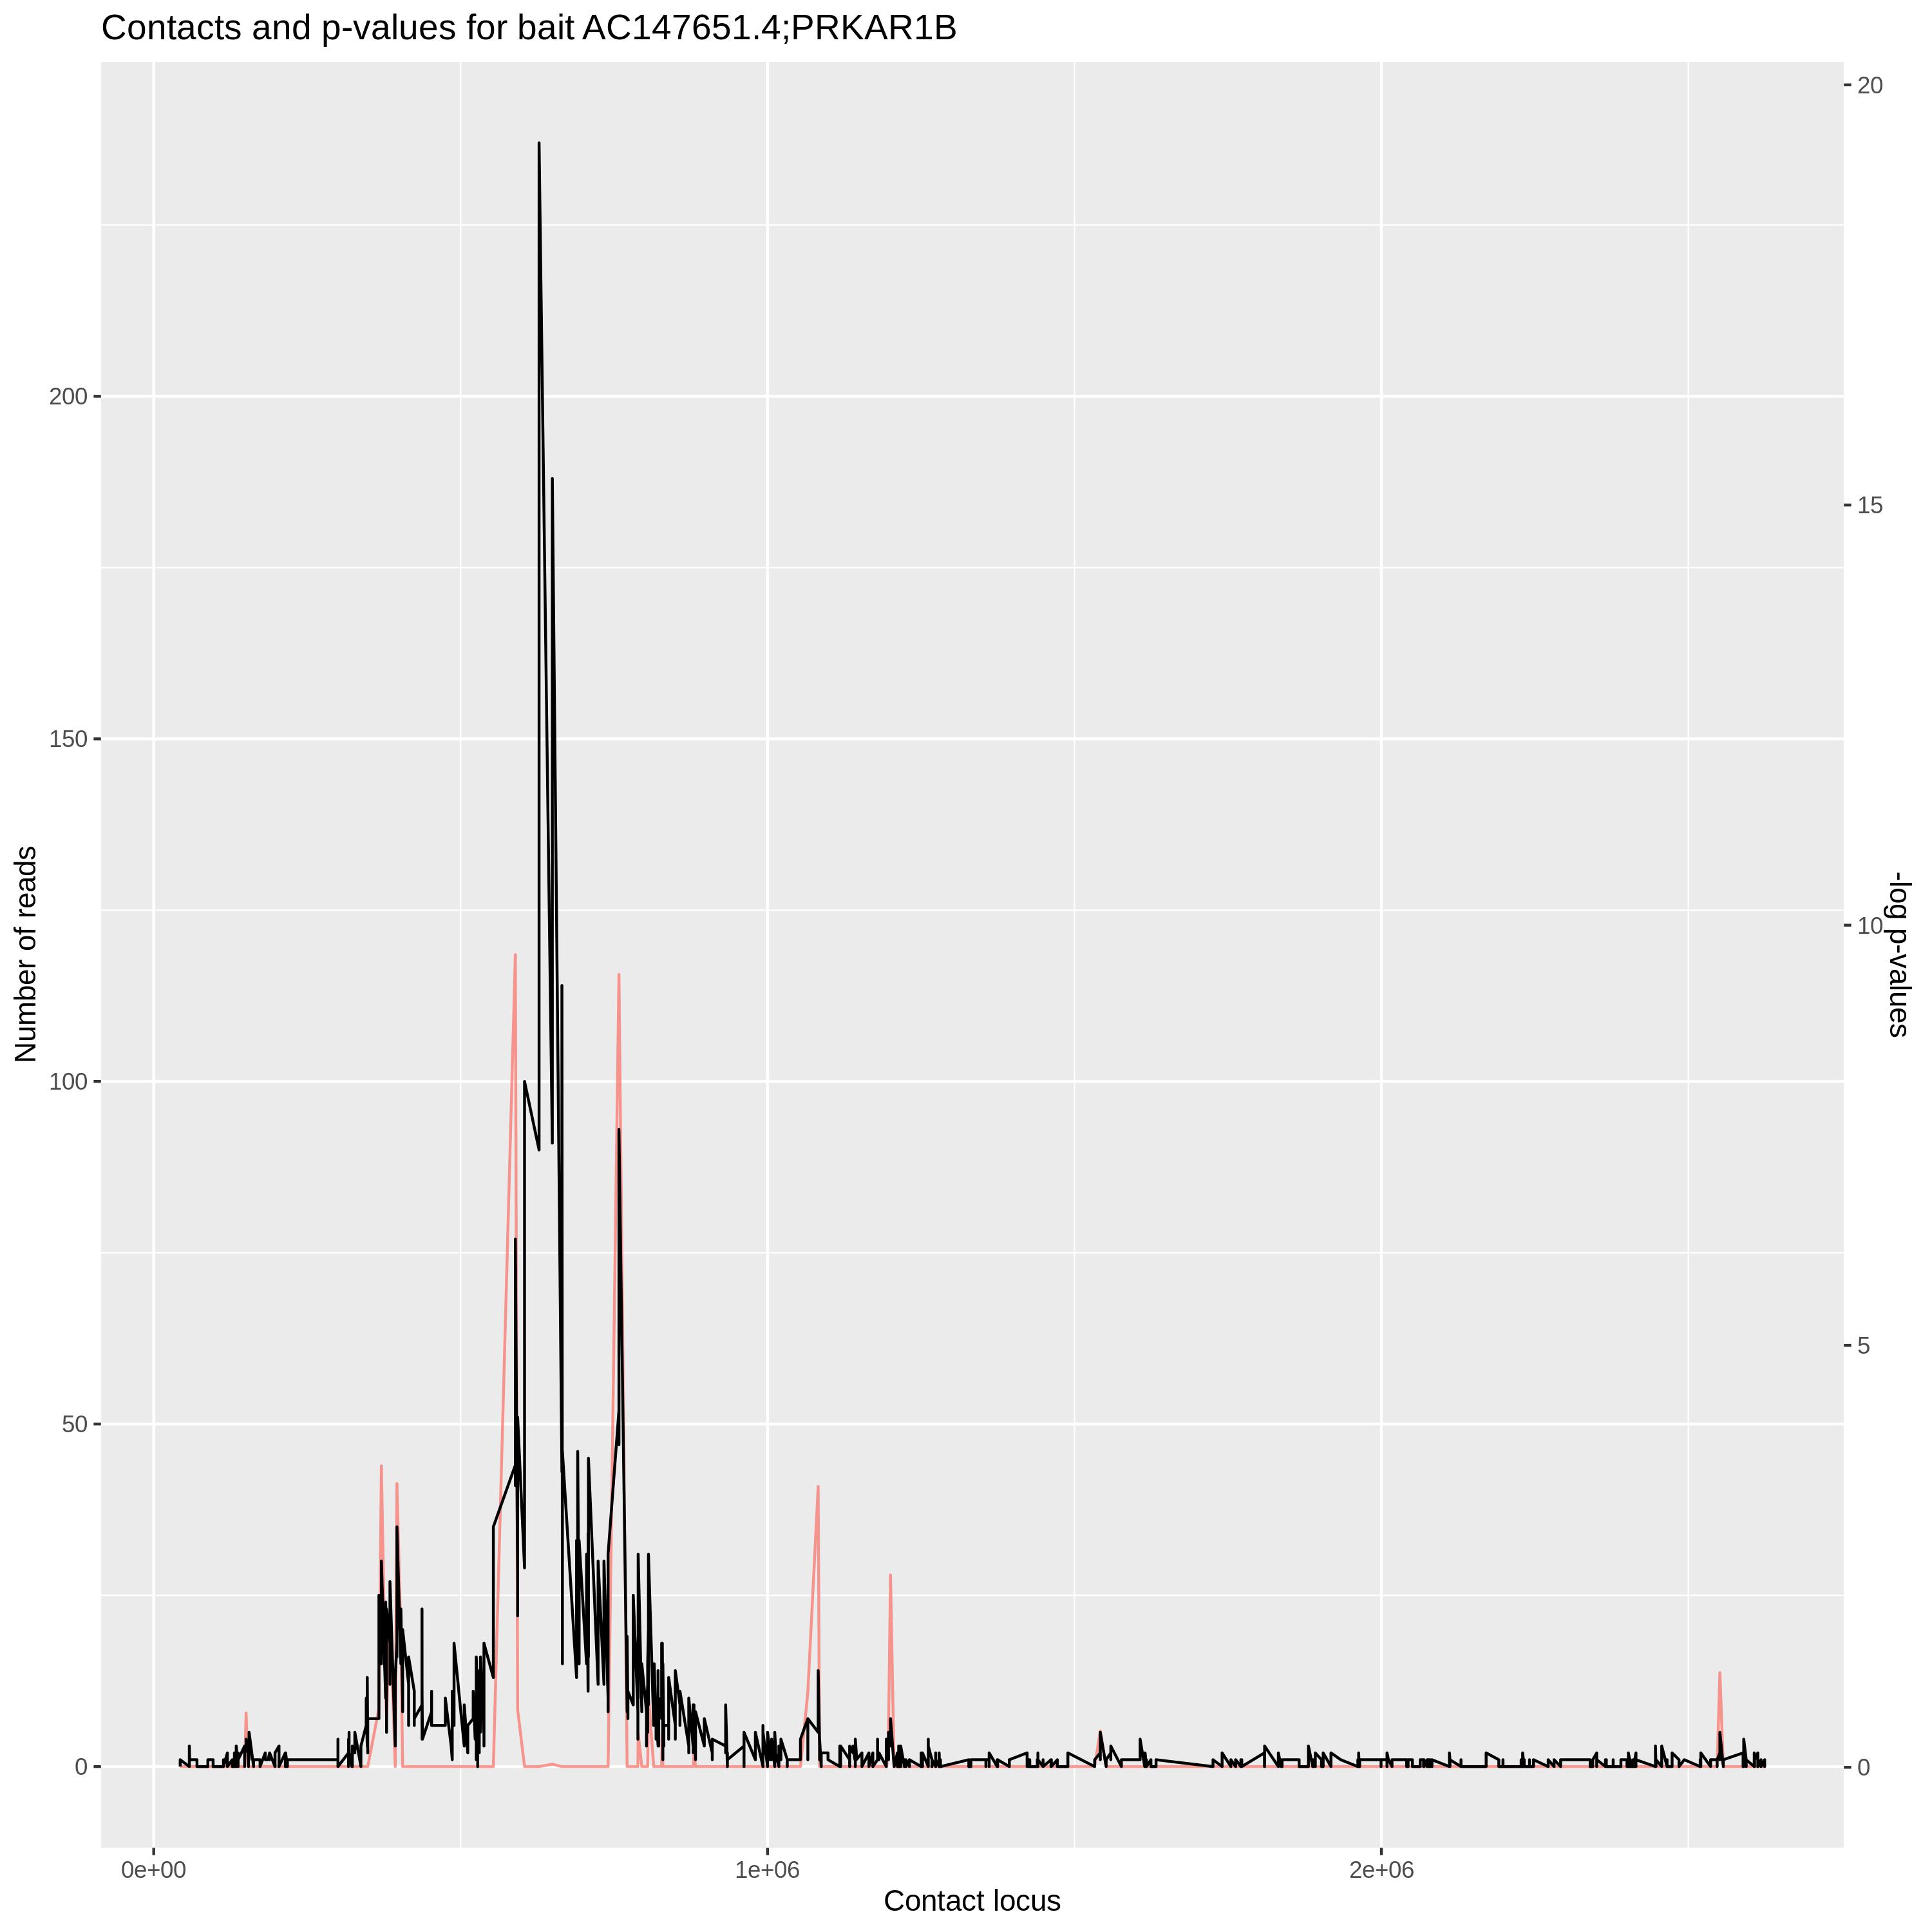 Contacts and p-values for bait AC147651.4;PRKAR1B
Number of reads
200
150
100
50
0
20
15
10
5
0
-log p-values
0e+00
1e+06
2e+06
Contact locus